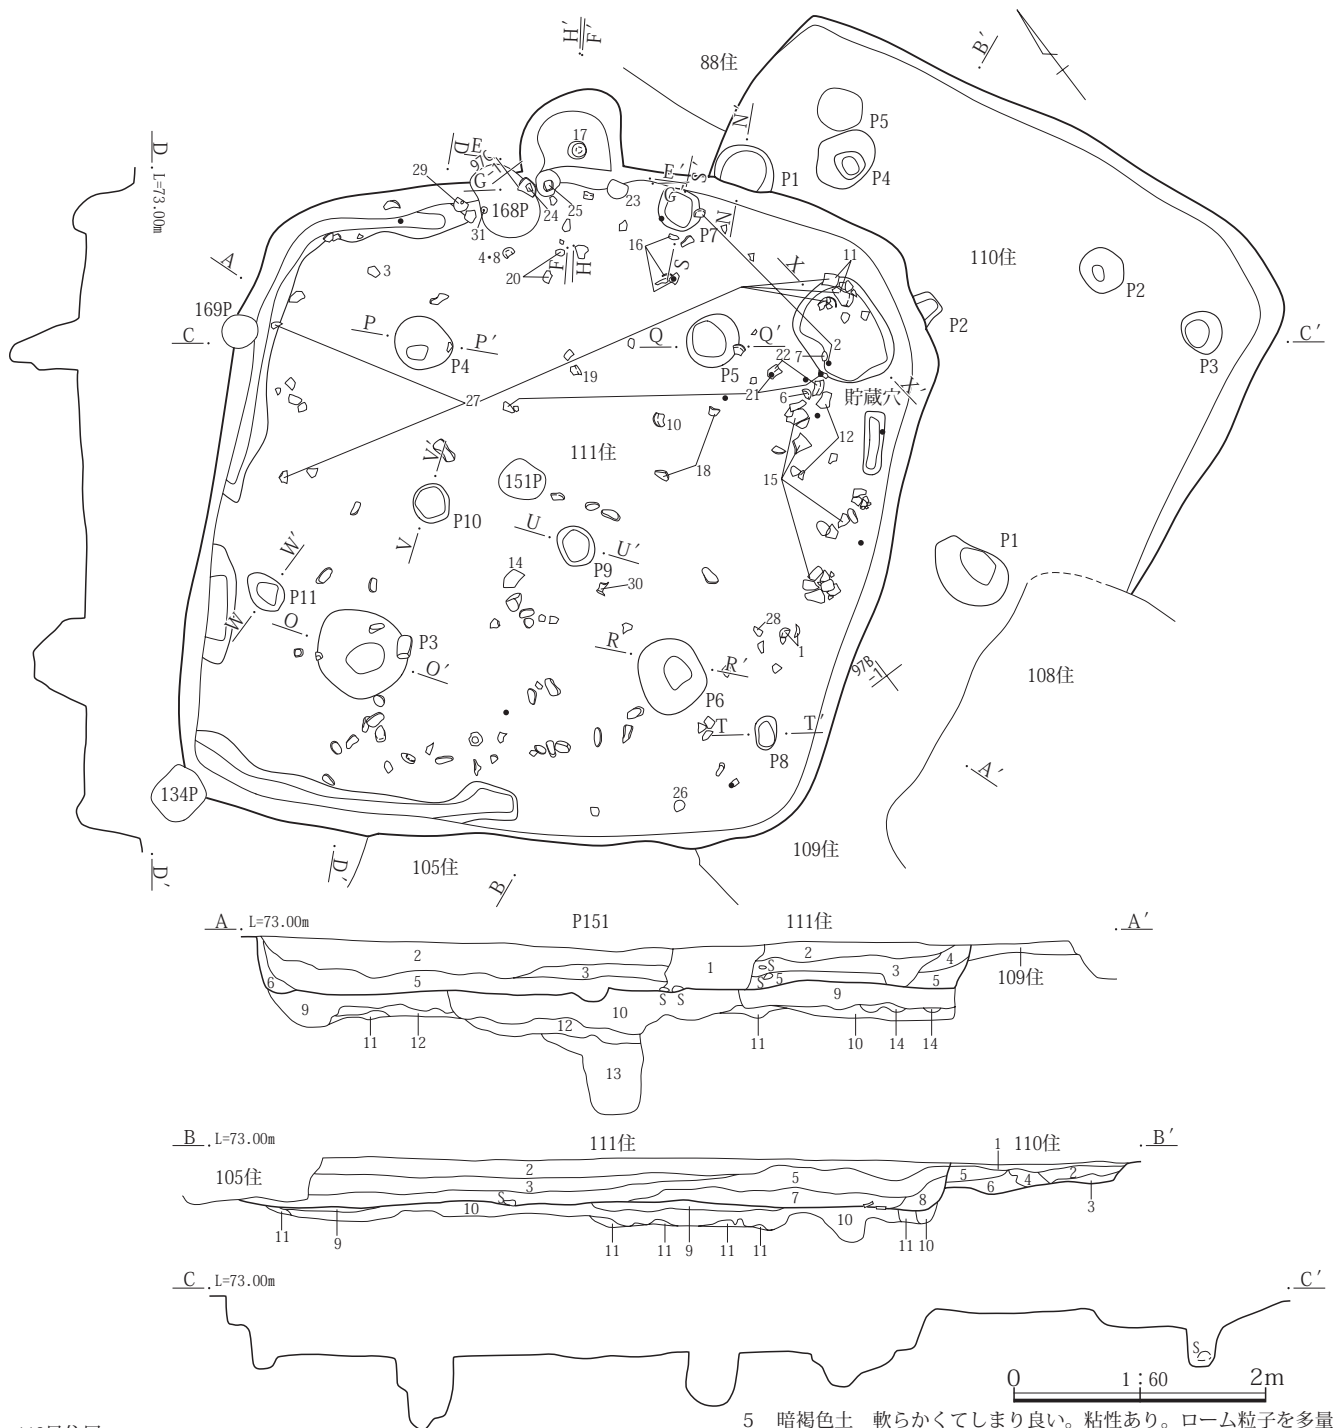 H′ F′
88住
B′
P5
P4
P1
N′
17
D
L=73.00m
D
E
G
29
24
25
23
E′
S′
G′
168P
31
P7
N
16
4•8
20
F
H
S
3
A
169P
C
P
P′
P4
Q
Q′
P5
X
11
110住
P2
P2
P3
C′
19
22
7
2
21
6
X′
貯蔵穴
27
10
12
18
15
111住
V′
151P
P10
V
U
U′
P9
30
14
W′
P11
W
O
P3
O′
R
R′
P6
28
1
97B
-1
P1
108住
T
T′
P8
26
A′
134P
D′
D′
105住
B
109住
A L=73.00m P151 111住 A′
2 2 4
3 1 S 3
6 5 S 5 5 109住
9 S S 9
10
11 12 12 11 10 14 14
13
B L=73.00m 111住 1 110住 B′
105住 2 5 5 4 2
3 7 8 6 3
S
10 10
11 9 11 11 9 11 11 11 10
C L=73.00m C′
S
0 1：60 2m
5 暗褐色土 軟らかくてしまり良い。粘性あり。ローム粒子を多量